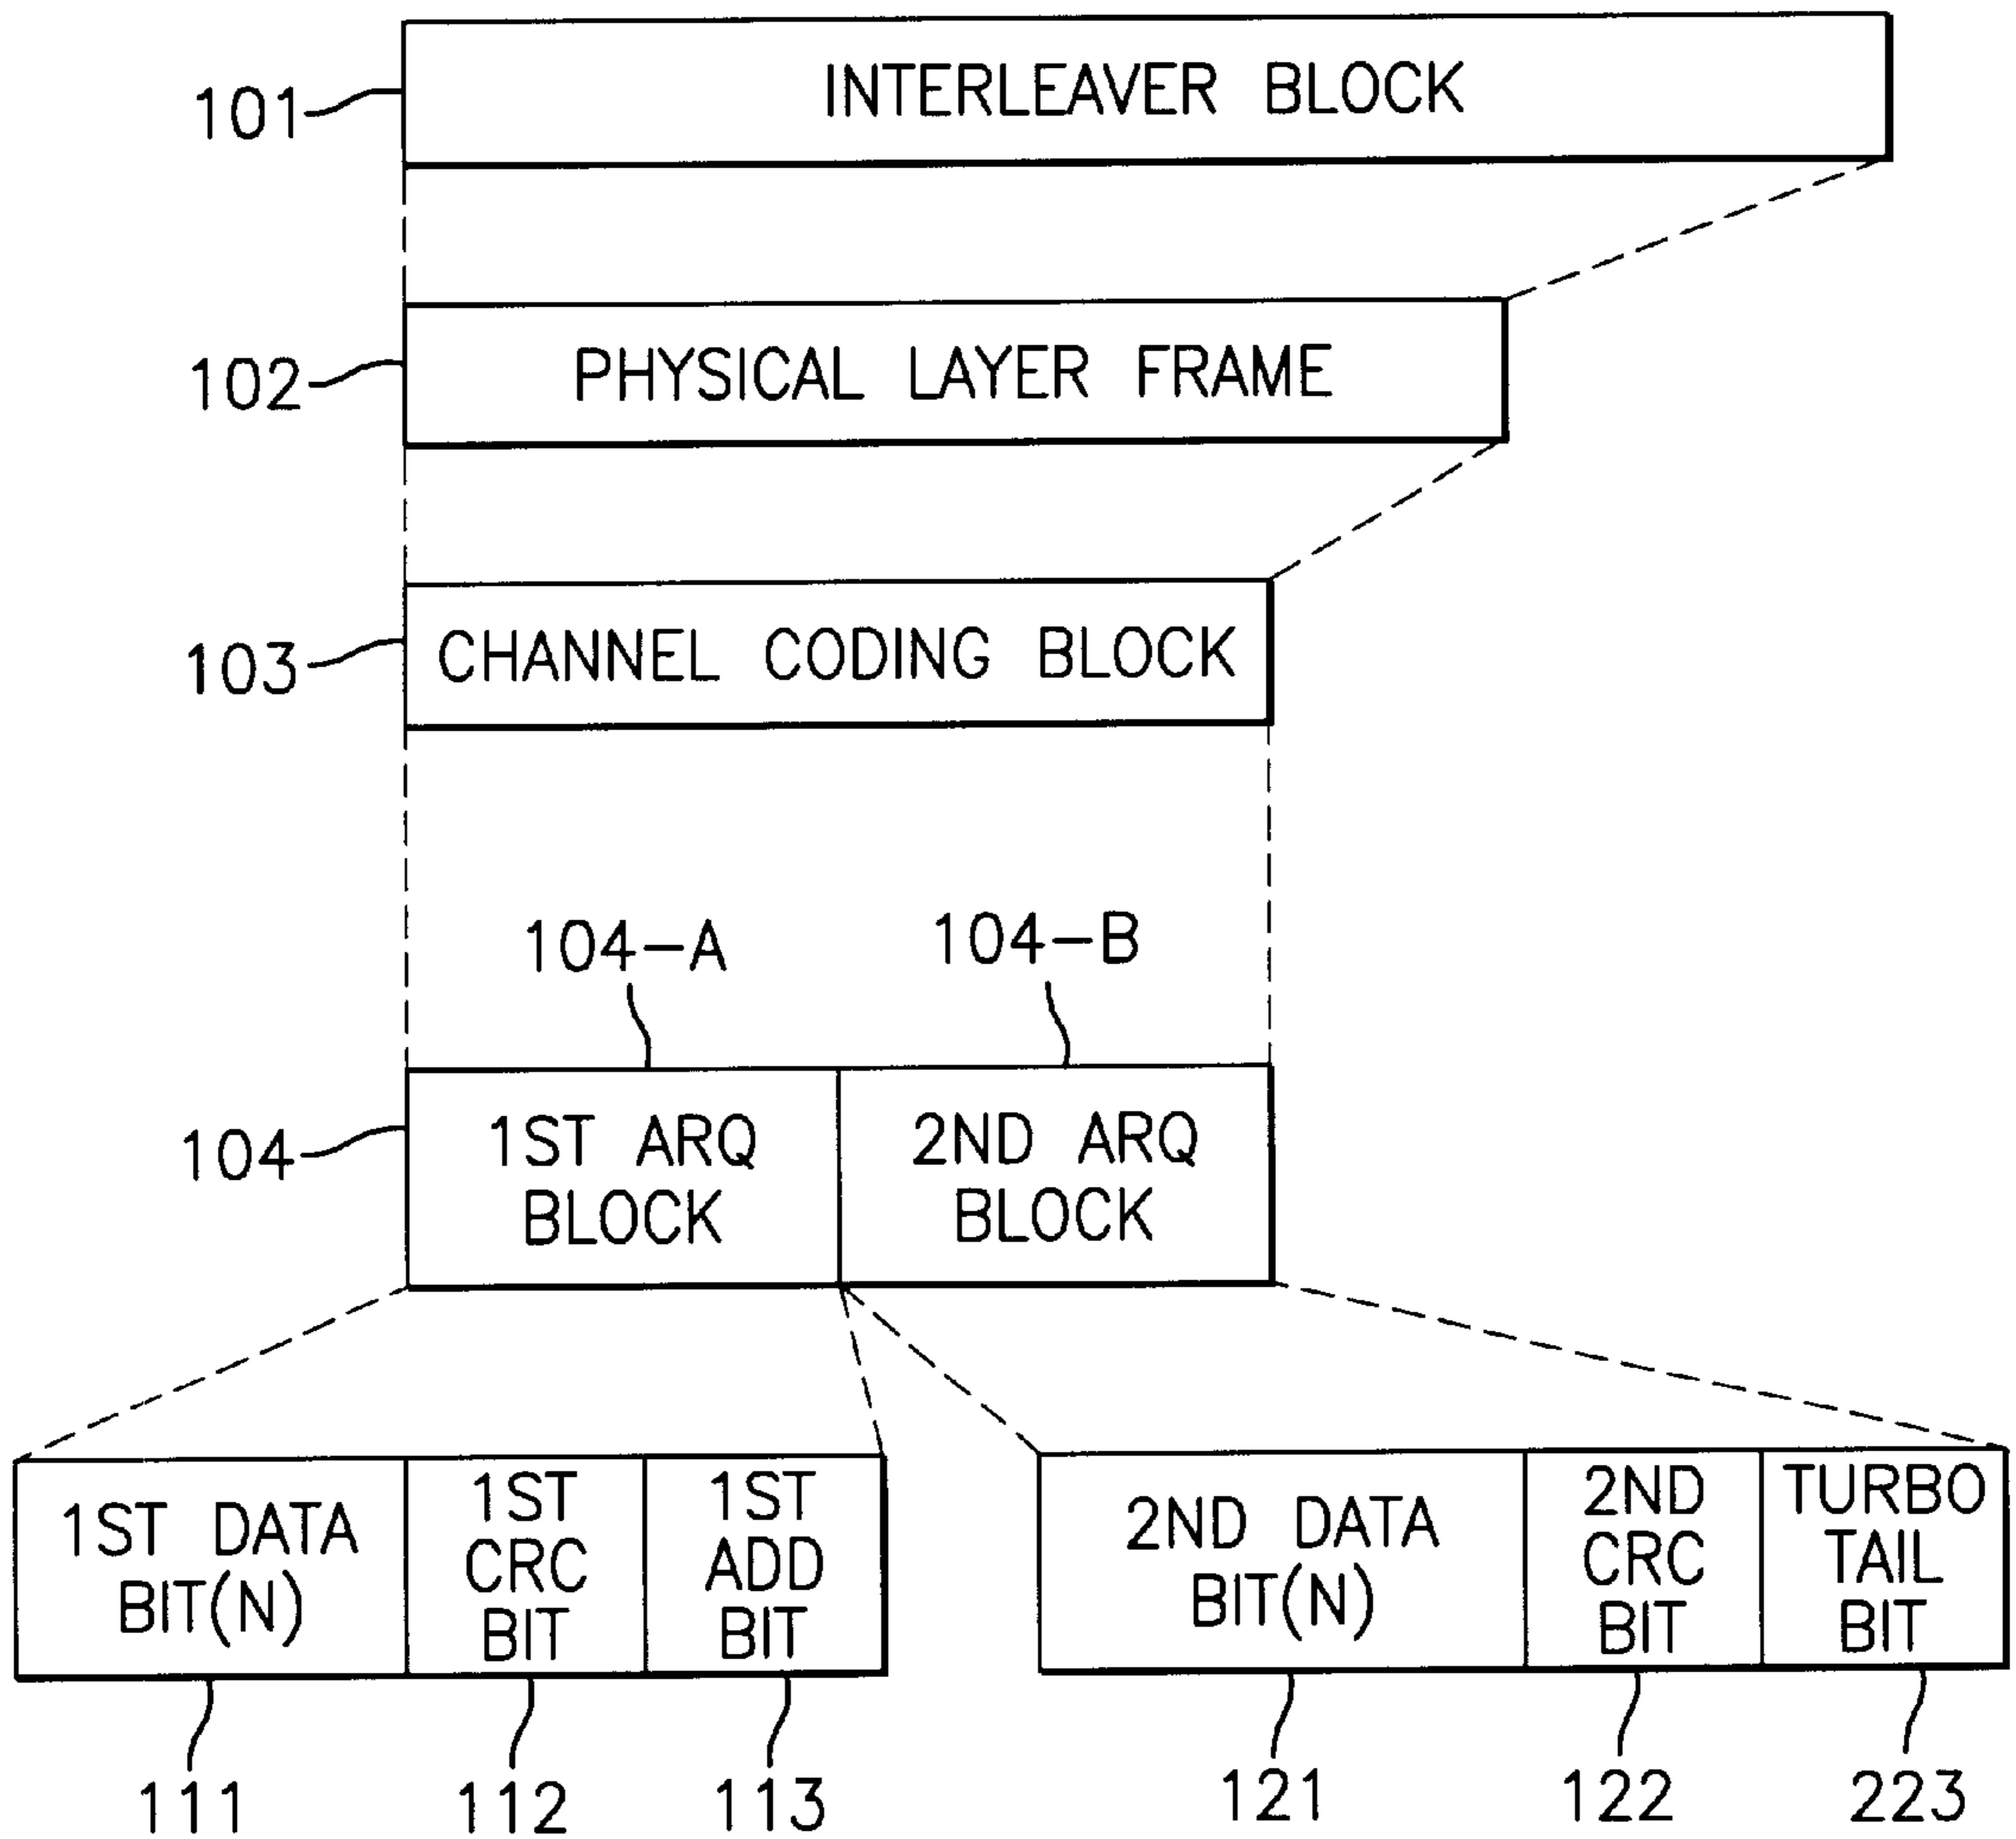 INTERLEAVER BLOCK
101
PHYSICAL LAYER FRAME
102
CHANNEL CODING BLOCK
103
104-A
104-B
104
1ST ARQ
BLOCK
2ND ARQ
BLOCK
1ST DATA
BIT(N)
1ST
CRC
BIT
1ST
ADD
BIT
2ND DATA
BIT(N)
2ND
CRC
BIT
TURBO
TAIL
BIT
111
112
113
121
122
223